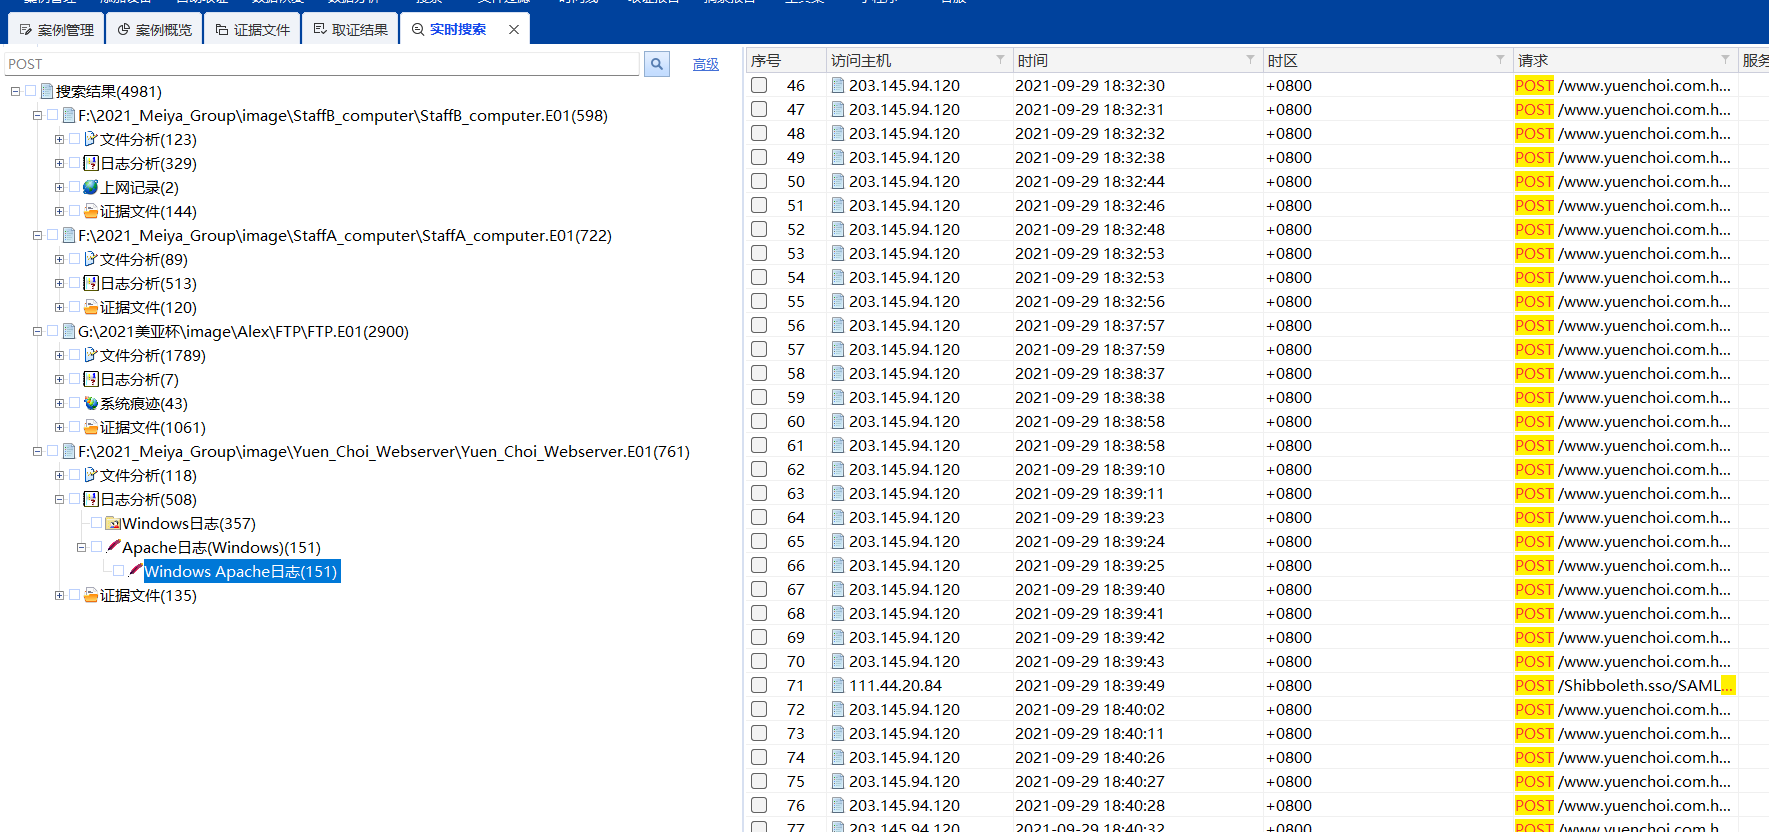 案例管理 案例概览 证据文件 取证结果 实时搜索
POST 高级
搜索结果(4981)
F:\2021_Meiya_Group\image\StaffB_computer\StaffB_computer.E01(598)
文件分析(123)
日志分析(329)
上网记录(2)
证据文件(144)
F:\2021_Meiya_Group\image\StaffA_computer\StaffA_computer.E01(722)
文件分析(89)
日志分析(513)
证据文件(120)
G:\2021美亚杯\image\Alex\FTP\FTP.E01(2900)
文件分析(1789)
日志分析(7)
系统痕迹(43)
证据文件(1061)
F:\2021_Meiya_Group\image\Yuen_Choi_Webserver\Yuen_Choi_Webserver.E01(761)
文件分析(118)
日志分析(508)
Windows日志(357)
Apache日志(Windows)(151)
Windows Apache日志(151)
证据文件(135)
序号 访问主机 时间 时区 请求 服务
46 203.145.94.120 2021-09-29 18:32:30 +0800 POST /www.yuenchoi.com.h...
47 203.145.94.120 2021-09-29 18:32:31 +0800 POST /www.yuenchoi.com.h...
48 203.145.94.120 2021-09-29 18:32:32 +0800 POST /www.yuenchoi.com.h...
49 203.145.94.120 2021-09-29 18:32:38 +0800 POST /www.yuenchoi.com.h...
50 203.145.94.120 2021-09-29 18:32:44 +0800 POST /www.yuenchoi.com.h...
51 203.145.94.120 2021-09-29 18:32:46 +0800 POST /www.yuenchoi.com.h...
52 203.145.94.120 2021-09-29 18:32:48 +0800 POST /www.yuenchoi.com.h...
53 203.145.94.120 2021-09-29 18:32:53 +0800 POST /www.yuenchoi.com.h...
54 203.145.94.120 2021-09-29 18:32:53 +0800 POST /www.yuenchoi.com.h...
55 203.145.94.120 2021-09-29 18:32:56 +0800 POST /www.yuenchoi.com.h...
56 203.145.94.120 2021-09-29 18:37:57 +0800 POST /www.yuenchoi.com.h...
57 203.145.94.120 2021-09-29 18:37:59 +0800 POST /www.yuenchoi.com.h...
58 203.145.94.120 2021-09-29 18:38:37 +0800 POST /www.yuenchoi.com.h...
59 203.145.94.120 2021-09-29 18:38:38 +0800 POST /www.yuenchoi.com.h...
60 203.145.94.120 2021-09-29 18:38:58 +0800 POST /www.yuenchoi.com.h...
61 203.145.94.120 2021-09-29 18:38:58 +0800 POST /www.yuenchoi.com.h...
62 203.145.94.120 2021-09-29 18:39:10 +0800 POST /www.yuenchoi.com.h...
63 203.145.94.120 2021-09-29 18:39:11 +0800 POST /www.yuenchoi.com.h...
64 203.145.94.120 2021-09-29 18:39:23 +0800 POST /www.yuenchoi.com.h...
65 203.145.94.120 2021-09-29 18:39:24 +0800 POST /www.yuenchoi.com.h...
66 203.145.94.120 2021-09-29 18:39:25 +0800 POST /www.yuenchoi.com.h...
67 203.145.94.120 2021-09-29 18:39:40 +0800 POST /www.yuenchoi.com.h...
68 203.145.94.120 2021-09-29 18:39:41 +0800 POST /www.yuenchoi.com.h...
69 203.145.94.120 2021-09-29 18:39:42 +0800 POST /www.yuenchoi.com.h...
70 203.145.94.120 2021-09-29 18:39:43 +0800 POST /www.yuenchoi.com.h...
71 111.44.20.84 2021-09-29 18:39:49 +0800 POST /Shibboleth.sso/SAML...
72 203.145.94.120 2021-09-29 18:40:02 +0800 POST /www.yuenchoi.com.h...
73 203.145.94.120 2021-09-29 18:40:11 +0800 POST /www.yuenchoi.com.h...
74 203.145.94.120 2021-09-29 18:40:26 +0800 POST /www.yuenchoi.com.h...
75 203.145.94.120 2021-09-29 18:40:27 +0800 POST /www.yuenchoi.com.h...
76 203.145.94.120 2021-09-29 18:40:28 +0800 POST /www.yuenchoi.com.h...
77 203.145.94.120 2021-09-29 18:40:32 +0800 POST /www.yuenchoi.com.h...